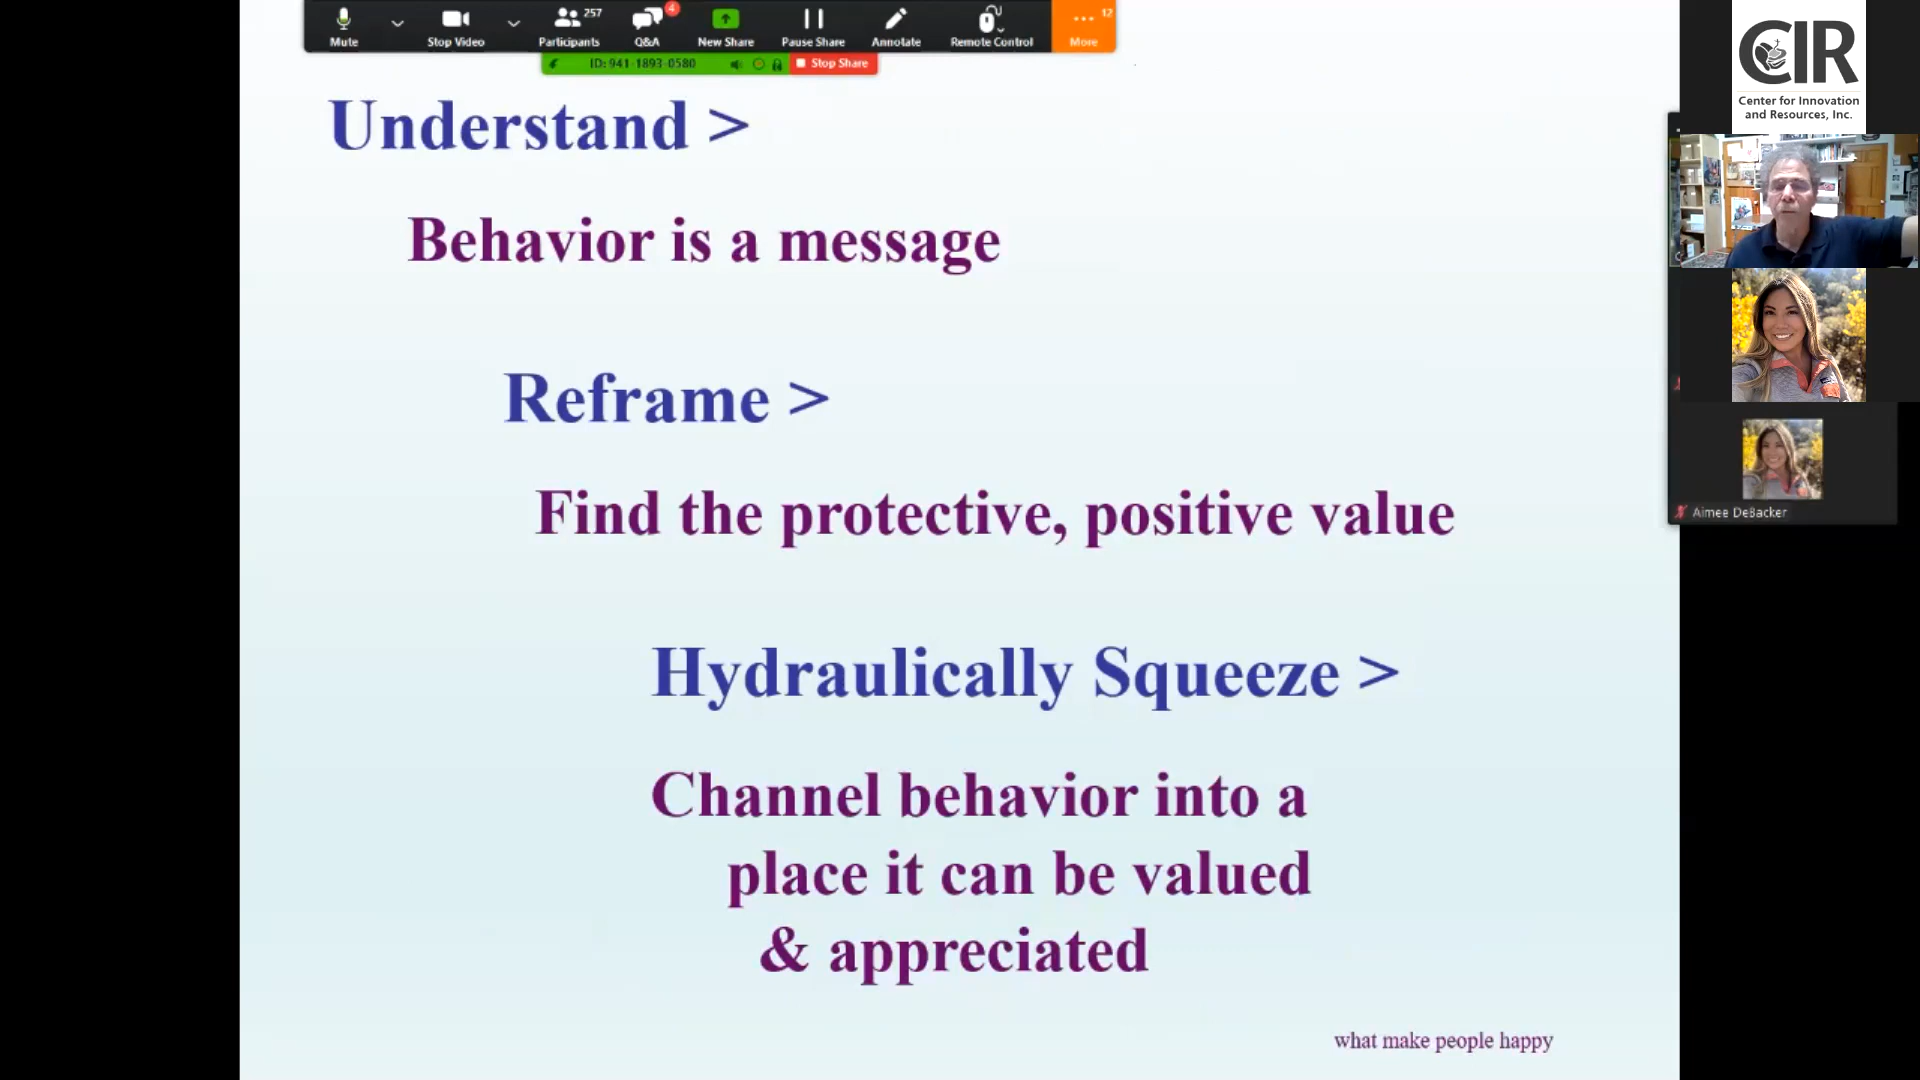 257
4
12
Mute
Stop Video
Participants
Q&A
New Share
Pause Share
Annotate
Remote Control
More
ID: 941-1893-0580
Stop Share
Understand >
Behavior is a message
Reframe >
Find the protective, positive value
Hydraulically Squeeze >
Channel behavior into a
place it can be valued
& appreciated
what make people happy
CIR
Center for Innovation
and Resources, Inc.
Aimee DeBacker